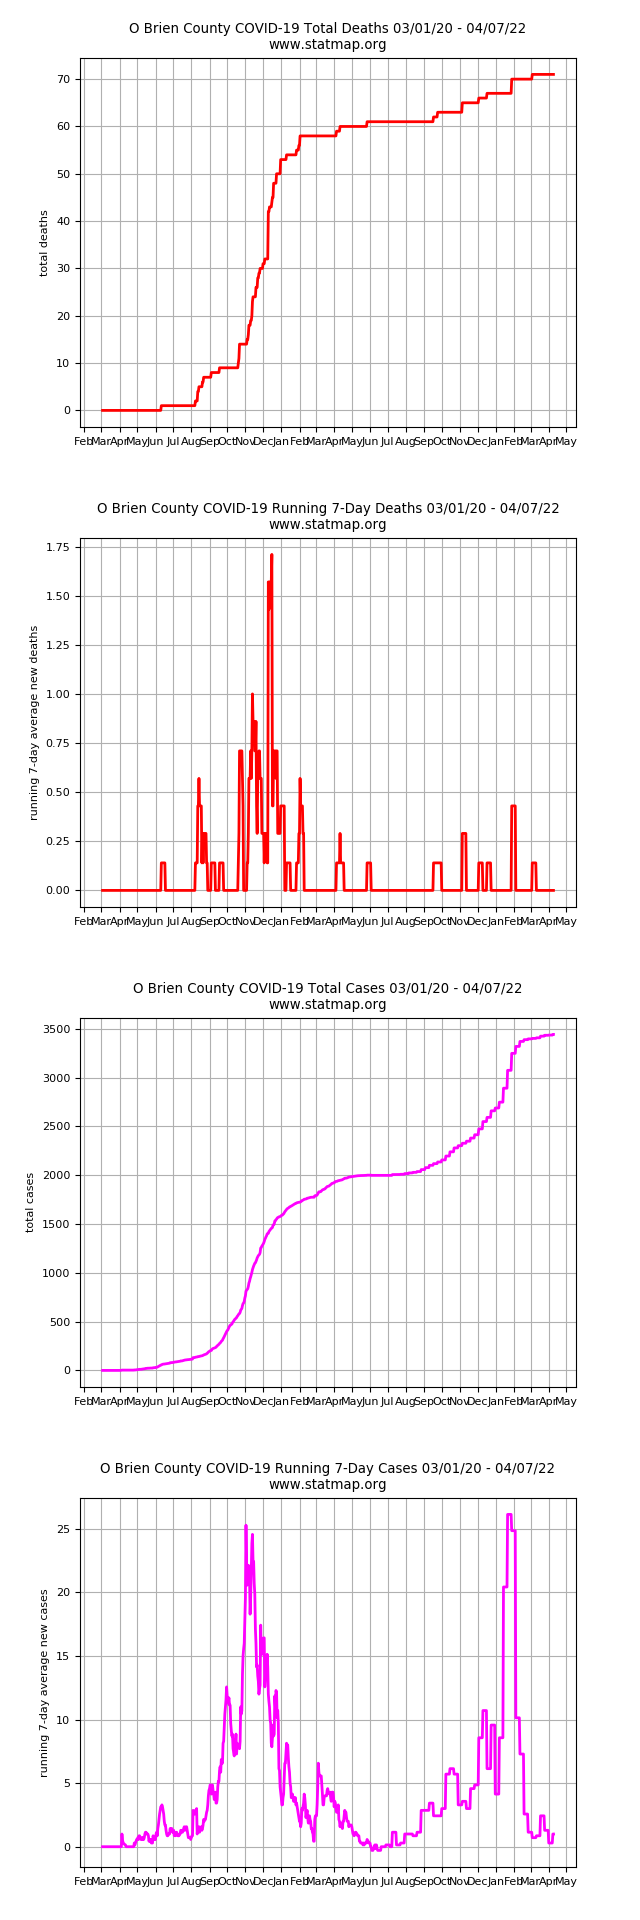 O Brien County COVID-19 Total Deaths 03/01/20 - 04/07/22
www.statmap.org
70
60
50
40
30
20
10
0
total deaths
Feb Mar Apr May Jun Jul Aug Sep Oct Nov Dec Jan Feb Mar Apr May Jun Jul Aug Sep Oct Nov Dec Jan Feb Mar Apr May
O Brien County COVID-19 Running 7-Day Deaths 03/01/20 - 04/07/22
www.statmap.org
1.75
1.50
1.25
1.00
0.75
0.50
0.25
0.00
running 7-day average new deaths
Feb Mar Apr May Jun Jul Aug Sep Oct Nov Dec Jan Feb Mar Apr May Jun Jul Aug Sep Oct Nov Dec Jan Feb Mar Apr May
O Brien County COVID-19 Total Cases 03/01/20 - 04/07/22
www.statmap.org
3500
3000
2500
2000
1500
1000
500
0
total cases
Feb Mar Apr May Jun Jul Aug Sep Oct Nov Dec Jan Feb Mar Apr May Jun Jul Aug Sep Oct Nov Dec Jan Feb Mar Apr May
O Brien County COVID-19 Running 7-Day Cases 03/01/20 - 04/07/22
www.statmap.org
25
20
15
10
5
0
running 7-day average new cases
Feb Mar Apr May Jun Jul Aug Sep Oct Nov Dec Jan Feb Mar Apr May Jun Jul Aug Sep Oct Nov Dec Jan Feb Mar Apr May